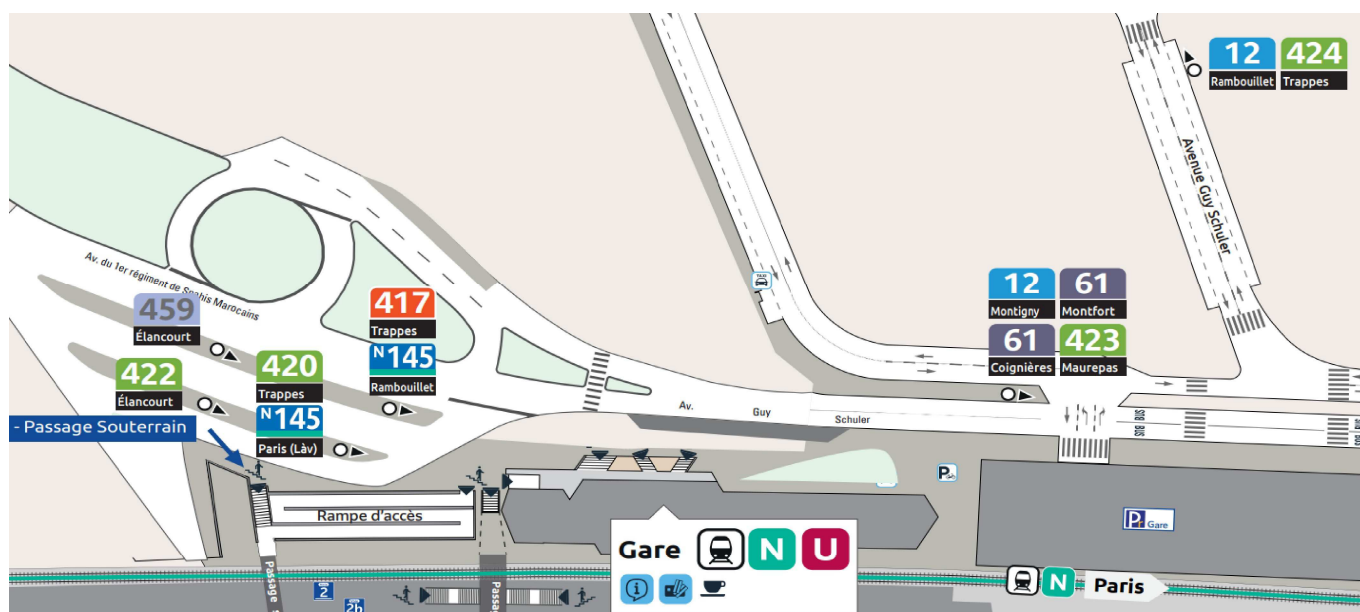 12 424
Rambouillet Trappes
Avenue Guy Schuler
Av. du 1er régiment de Spahis Marocains
459
Élancourt
417
Trappes
N145
Rambouillet
12 61
Montigny Montfort
61 423
Coignières Maurepas
422
Élancourt
420
Trappes
N145
Paris (Làv)
- Passage Souterrain
Av. Guy Schuler
BUS
BUS
TAXIS
P
Rampe d'accès
P Gare
Gare N U
i
Passage
Passa
2
2b
N Paris